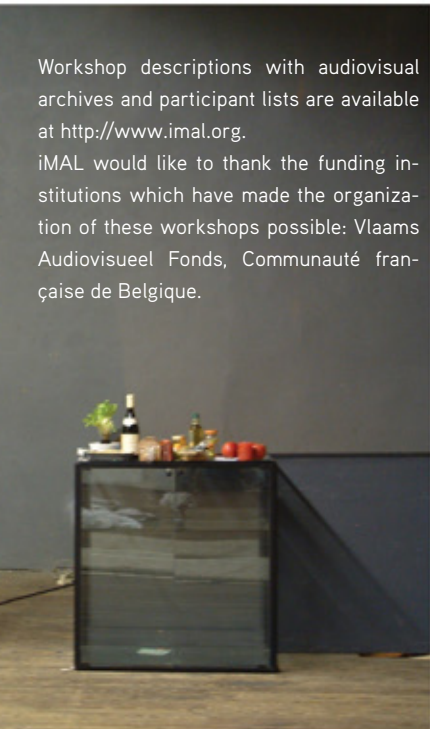 Workshop descriptions with audiovisual
archives and participant lists are available
at http://www.imal.org.
iMAL would like to thank the funding in-
stitutions which have made the organiza-
tion of these workshops possible: Vlaams
Audiovisueel Fonds, Communauté fran-
çaise de Belgique.